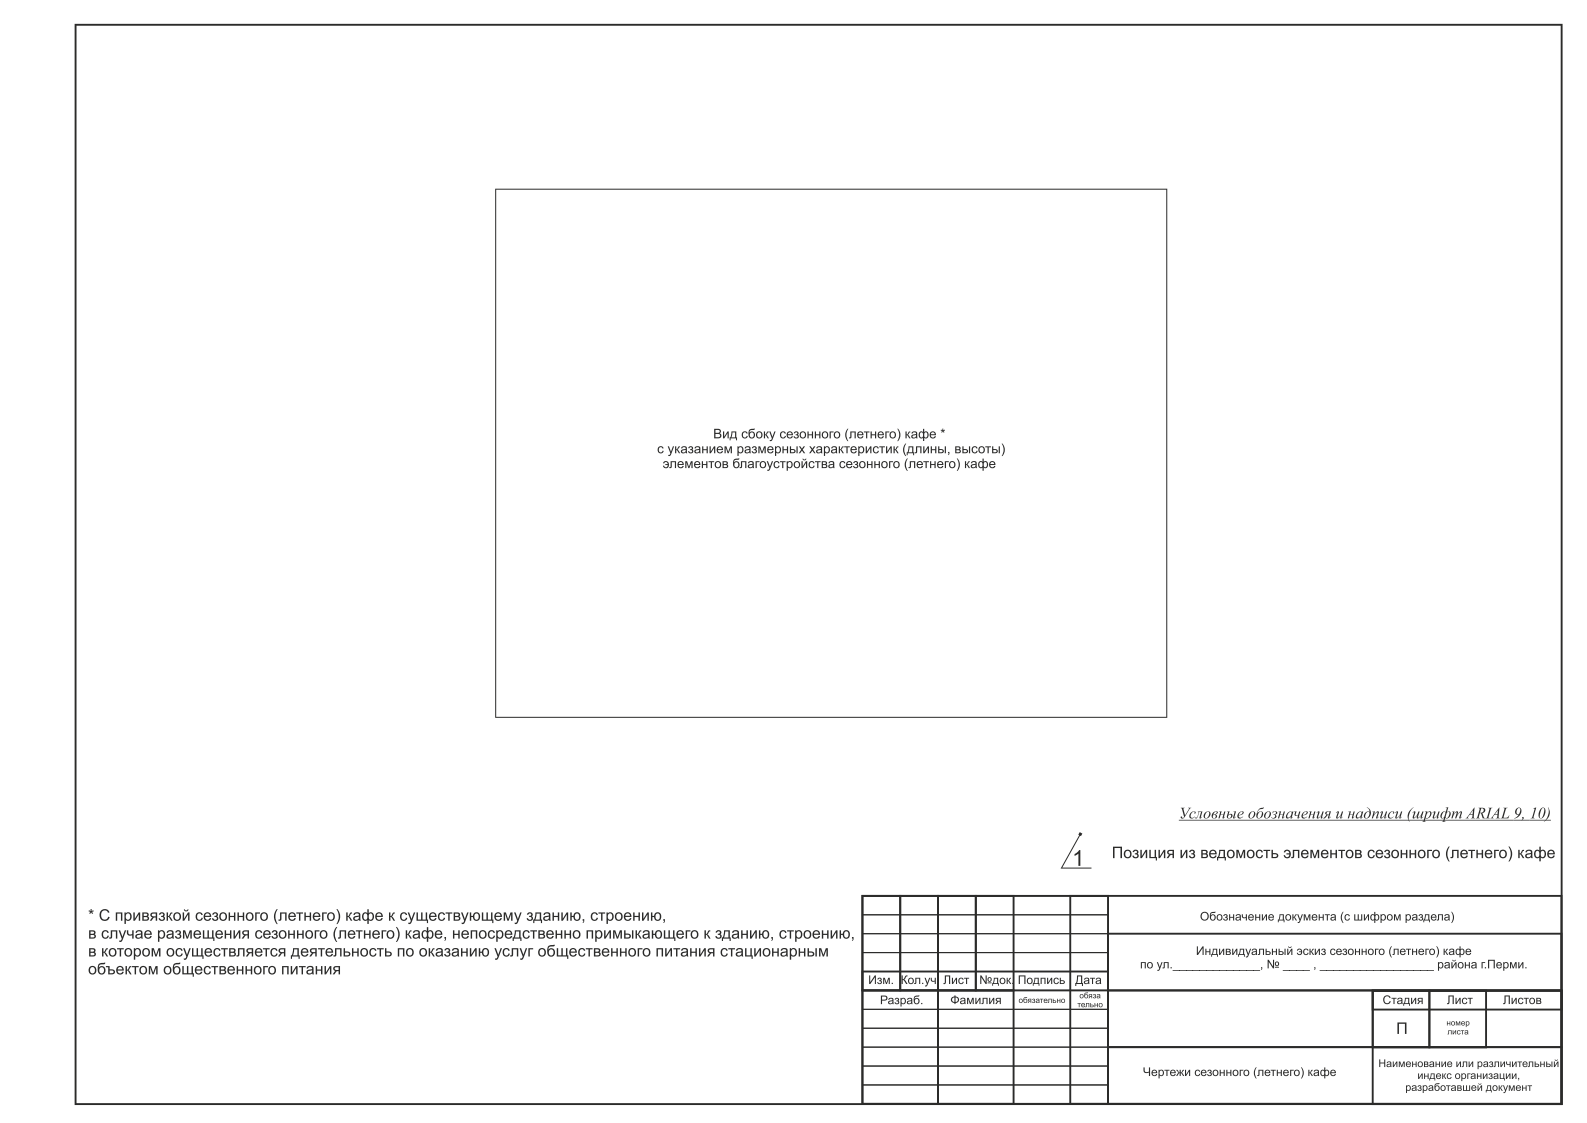 Вид сбоку сезонного (летнего) кафе *
с указанием размерных характеристик (длины, высоты)
элементов благоустройства сезонного (летнего) кафе
Условные обозначения и надписи (шрифт ARIAL 9, 10)
1 Позиция из ведомость элементов сезонного (летнего) кафе
* С привязкой сезонного (летнего) кафе к существующему зданию, строению,
в случае размещения сезонного (летнего) кафе, непосредственно примыкающего к зданию, строению,
в котором осуществляется деятельность по оказанию услуг общественного питания стационарным
объектом общественного питания
Обозначение документа (с шифром раздела)
Индивидуальный эскиз сезонного (летнего) кафе
по ул._____________, № ____ , _________________ района г.Перми.
Изм. Кол.уч Лист №док. Подпись Дата
Разраб. Фамилия обязательно обяза
тельно
Стадия Лист Листов
П номер
листа
Чертежи сезонного (летнего) кафе
Наименование или различительный
индекс организации,
разработавшей документ